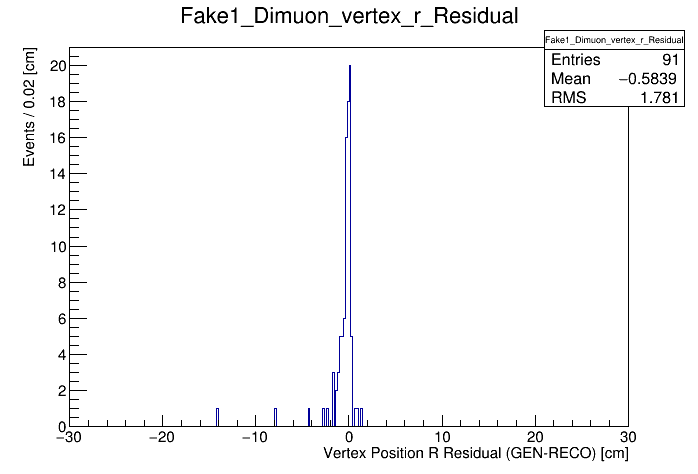 Fake1_Dimuon_vertex_r_Residual
Fake1_Dimuon_vertex_r_Residual
Entries 91
Mean −0.5839
RMS 1.781
Events / 0.02 [cm]
20
18
16
14
12
10
8
6
4
2
0
−30 −20 −10 0 10 20 30
Vertex Position R Residual (GEN-RECO) [cm]